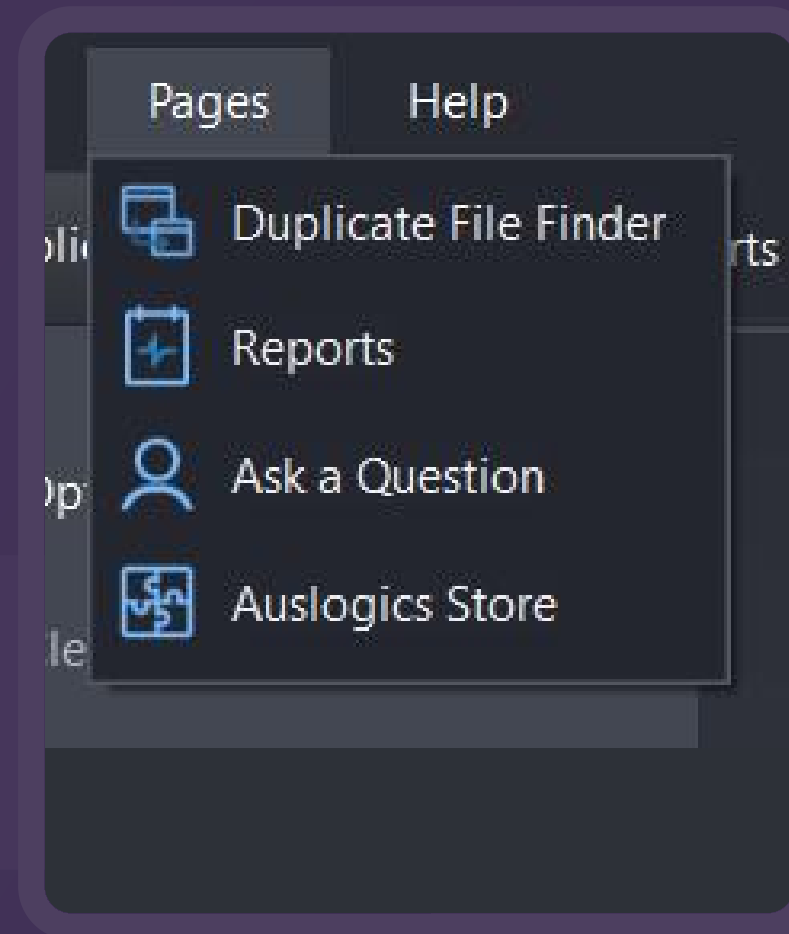 Pages Help
Duplicate File Finder
Reports
Ask a Question
Auslogics Store